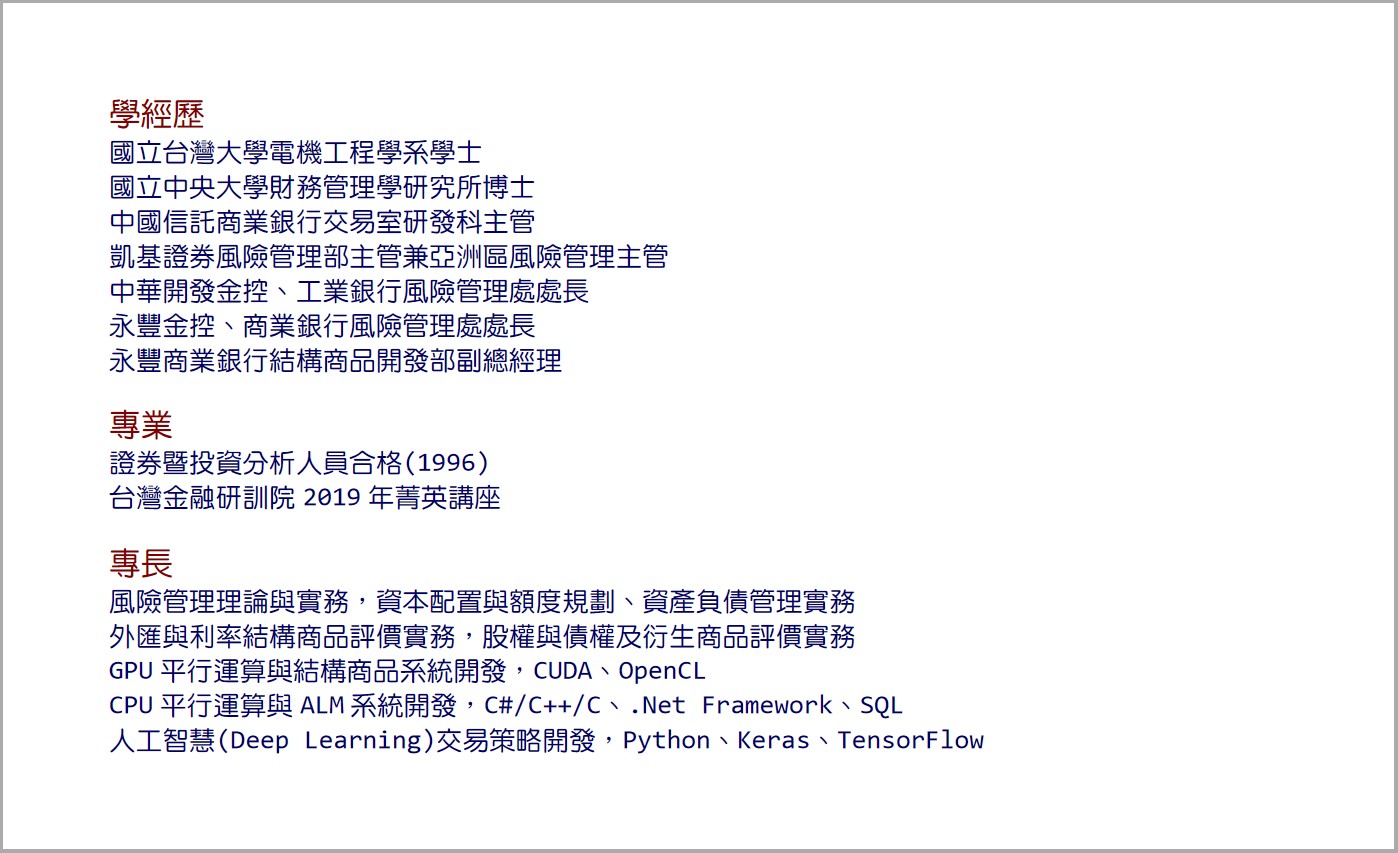 學經歷
國立台灣大學電機工程學系學士
國立中央大學財務管理學研究所博士
中國信託商業銀行交易室研發科主管
凱基證券風險管理部主管兼亞洲區風險管理主管
中華開發金控、工業銀行風險管理處處長
永豐金控、商業銀行風險管理處處長
永豐商業銀行結構商品開發部副總經理
專業
證券暨投資分析人員合格(1996)
台灣金融研訓院 2019 年菁英講座
專長
風險管理理論與實務，資本配置與額度規劃、資產負債管理實務
外匯與利率結構商品評價實務，股權與債權及衍生商品評價實務
GPU 平行運算與結構商品系統開發，CUDA、OpenCL
CPU 平行運算與 ALM 系統開發，C#/C++/C、.Net Framework、SQL
人工智慧(Deep Learning)交易策略開發，Python、Keras、TensorFlow